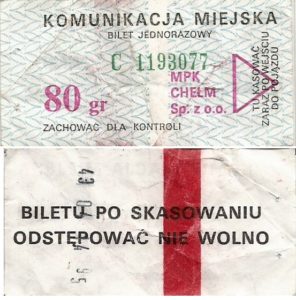 KOMUNIKACJA MIEJSKA
BILET JEDNORAZOWY
C 1193077
80 gr
MPK
CHEŁM
Sp. z o.o.
TU KASOWAĆ
ZARAZ PO WEJŚCIU
DO POJAZDU
ZACHOWAĆ DLA KONTROLI
BILETU PO SKASOWANIU
ODSTĘPOWAĆ NIE WOLNO